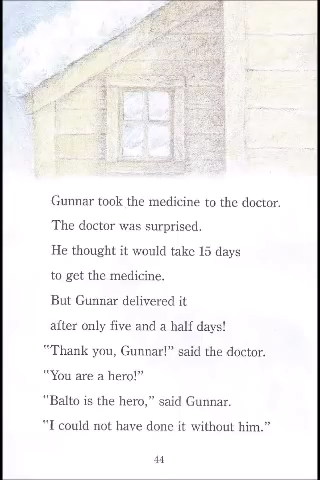 Gunnar took the medicine to the doctor.
The doctor was surprised.
He thought it would take 15 days
to get the medicine.
But Gunnar delivered it
after only five and a half days!
"Thank you, Gunnar!" said the doctor.
"You are a hero!"
"Balto is the hero," said Gunnar.
"I could not have done it without him."
44